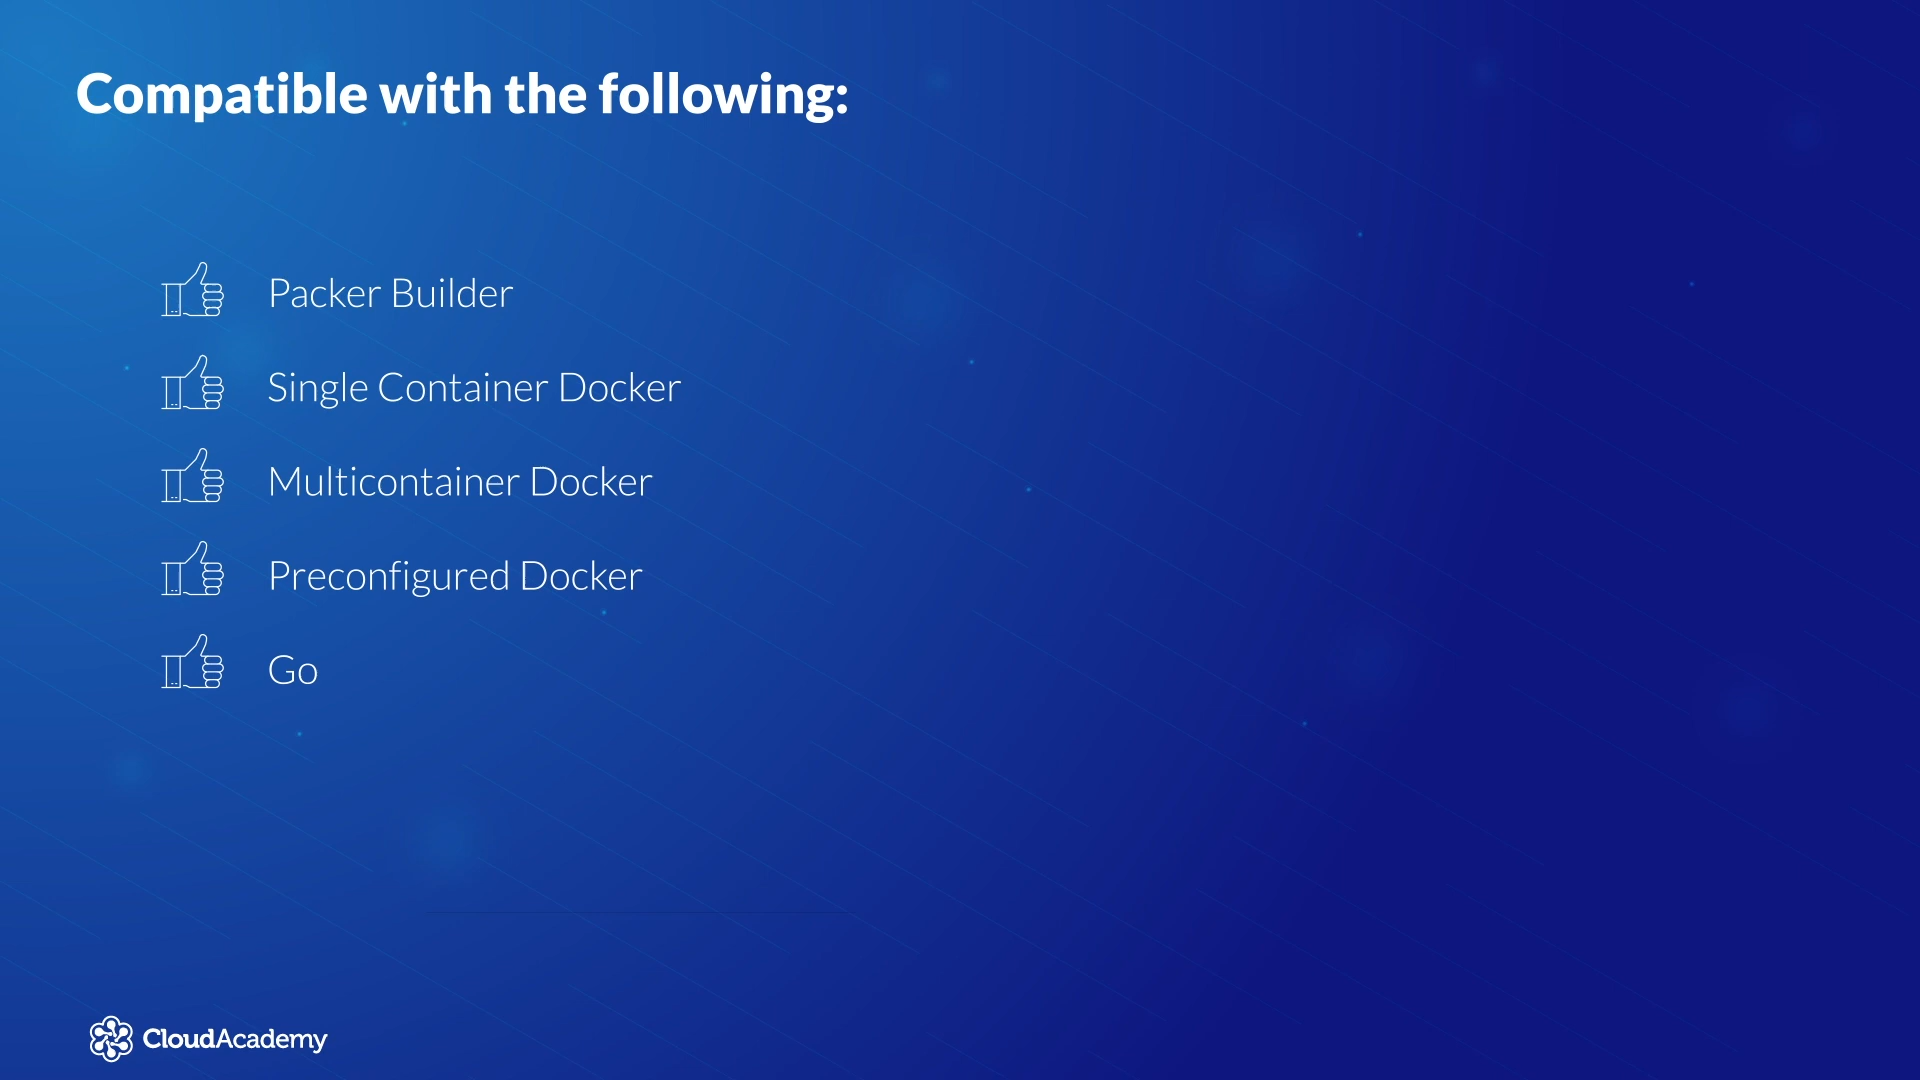 Compatible with the following:
Packer Builder
Single Container Docker
Multicontainer Docker
Preconfigured Docker
Go
CloudAcademy